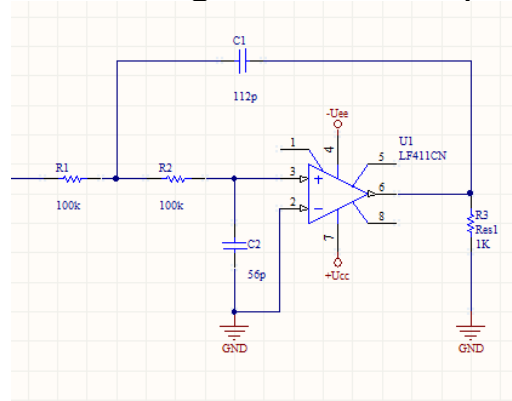 C1
112p
-Uee
1
4
5
U1
LF411CN
R1
R2
3
+
6
100k
100k
2
−
8
R3
Res1
1K
C2
7
56p
+Ucc
GND
GND